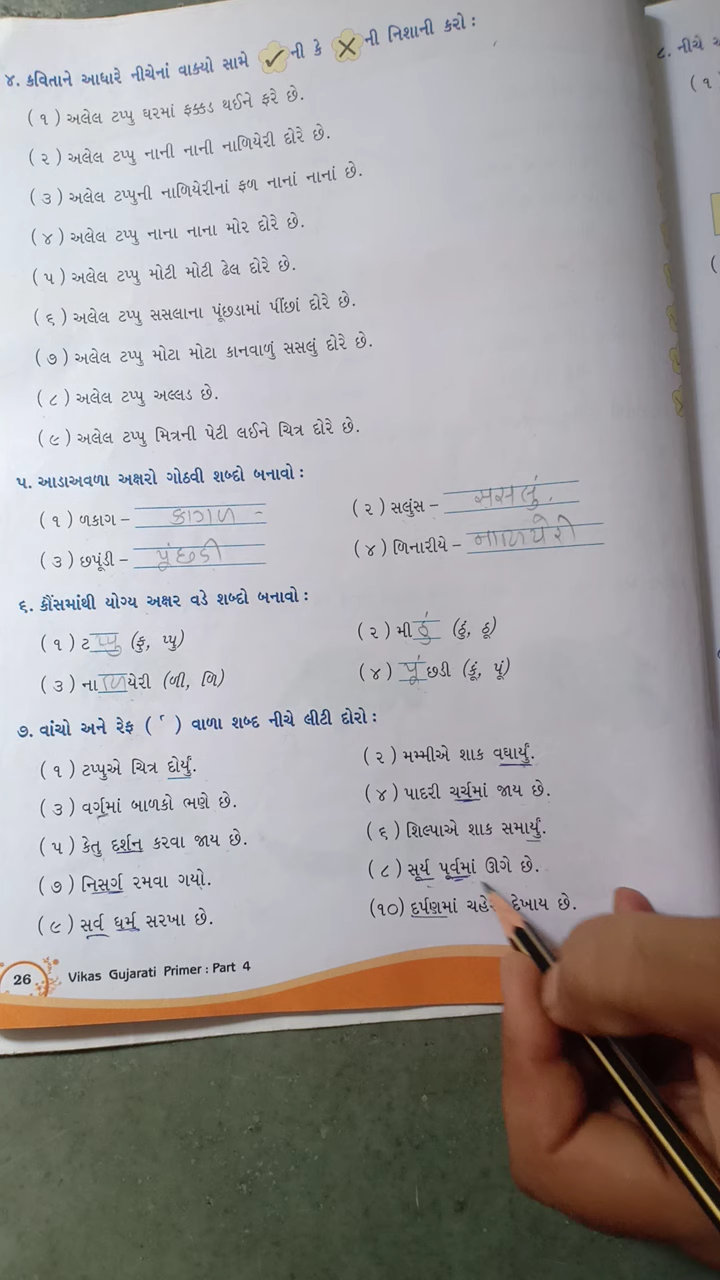 ૪. કવિતાને આધારે નીચેનાં વાક્યો સામે ✓ ની કે ✗ ની નિશાની કરો :
(૧) અલેલ ટપ્પુ ઘરમાં ફક્કડ થઈને ફરે છે.
(૨) અલેલ ટપ્પુ નાની નાની નાળિયેરી દોરે છે.
(૩) અલેલ ટપ્પુની નાળિયેરીનાં ફળ નાનાં નાનાં છે.
(૪) અલેલ ટપ્પુ નાના નાના મોર દોરે છે.
(૫) અલેલ ટપ્પુ મોટી મોટી ઢેલ દોરે છે.
(૬) અલેલ ટપ્પુ સસલાના પૂંછડામાં પીંછાં દોરે છે.
(૭) અલેલ ટપ્પુ મોટા મોટા કાનવાળું સસલું દોરે છે.
(૮) અલેલ ટપ્પુ અલ્લડ છે.
(૯) અલેલ ટપ્પુ મિત્રની પેટી લઈને ચિત્ર દોરે છે.
૫. આડાઅવળા અક્ષરો ગોઠવી શબ્દો બનાવો :
(૧) ળકાગ – કાગળ (૨) સલુંસ – સસલું.
(૩) છપૂંડી – પૂંછડી (૪) ળિનારીયે – નાળિયેરી
૬. કૌંસમાંથી યોગ્ય અક્ષર વડે શબ્દો બનાવો :
(૧) ટપ્પુ (ફુ, પ્પુ) (૨) મીઠું (ઠું, ઠૂ)
(૩) નાળિયેરી (ળી, ળિ) (૪) પૂંછડી (કૂં, પૂં)
૭. વાંચો અને રેફ ( ર્ ) વાળા શબ્દ નીચે લીટી દોરો :
(૧) ટપ્પુએ ચિત્ર દોર્યું. (૨) મમ્મીએ શાક વઘાર્યું.
(૩) વર્ગમાં બાળકો ભણે છે. (૪) પાદરી ચર્ચમાં જાય છે.
(૫) કેતુ દર્શન કરવા જાય છે. (૬) શિલ્પાએ શાક સમાર્યું.
(૭) નિસર્ગ રમવા ગયો. (૮) સૂર્ય પૂર્વમાં ઊગે છે.
(૯) સર્વ ધર્મ સરખા છે. (૧૦) દર્પણમાં દેખાય છે.
26 Vikas Gujarati Primer : Part 4
૮. નીચે
(૧